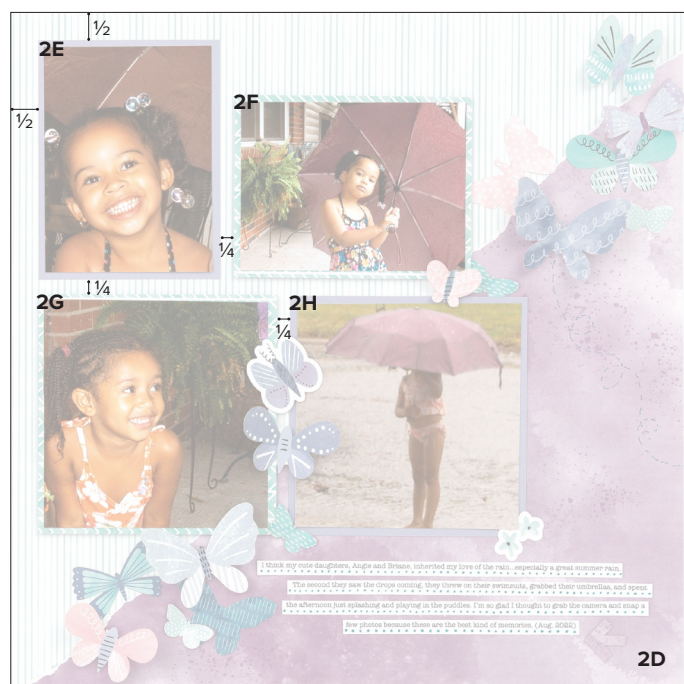 ½
2E
½
2F
¼
¼
2G
2H
¼
I think my cute daughters, Angie and Briana, inherited my love of the rain...especially a great summer rain.
The second they saw the drops coming, they threw on their swimsuits, grabbed their umbrellas, and spent
the afternoon just splashing and playing in the puddles. I'm so glad I thought to grab the camera and snap a
few photos because these are the best kind of memories. (Aug. 2022)
2D